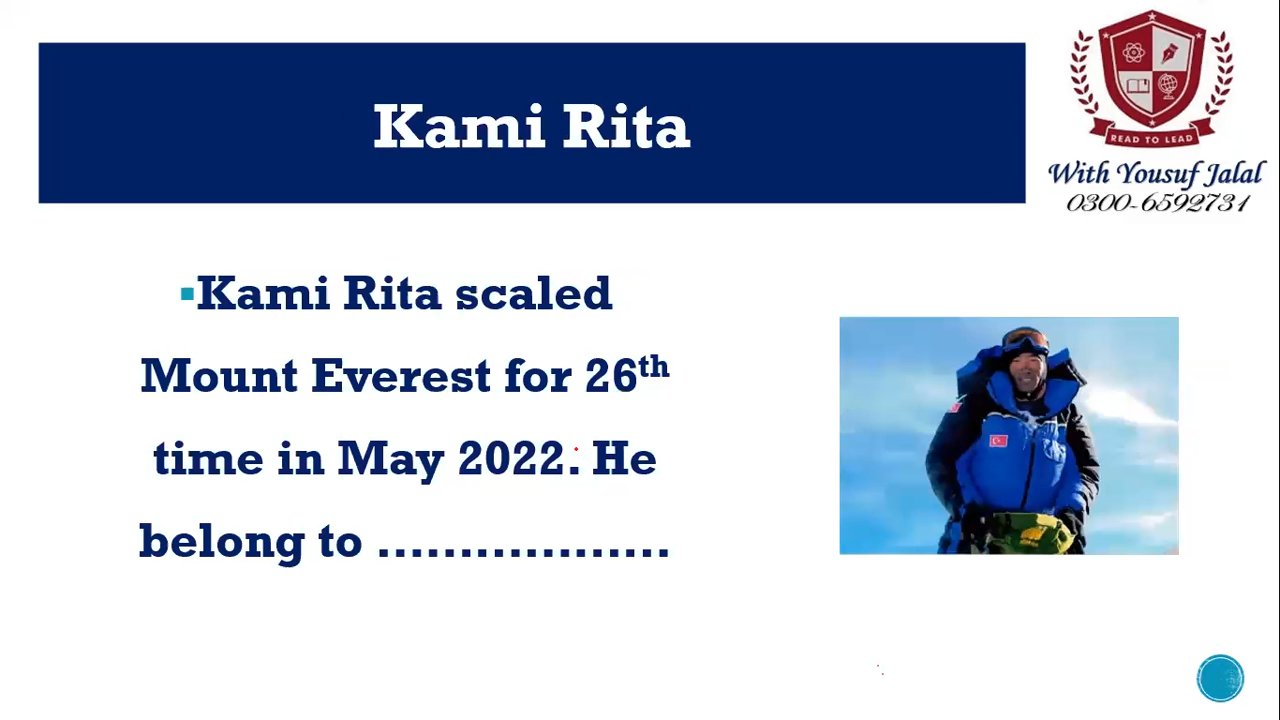 Kami Rita
READ TO LEAD
With Yousuf Jalal
0300-6592731
▪Kami Rita scaled
Mount Everest for 26th
time in May 2022. He
belong to ..................